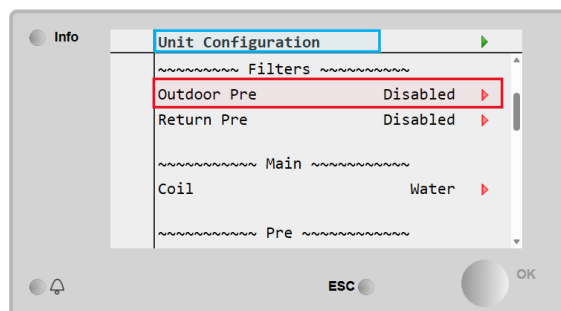 Info
Unit Configuration
~~~~~~~~~ Filters ~~~~~~~~~~
Outdoor Pre Disabled
Return Pre Disabled
~~~~~~~~~~~ Main ~~~~~~~~~~~
Coil Water
~~~~~~~~~~~ Pre ~~~~~~~~~~~~
ESC
OK